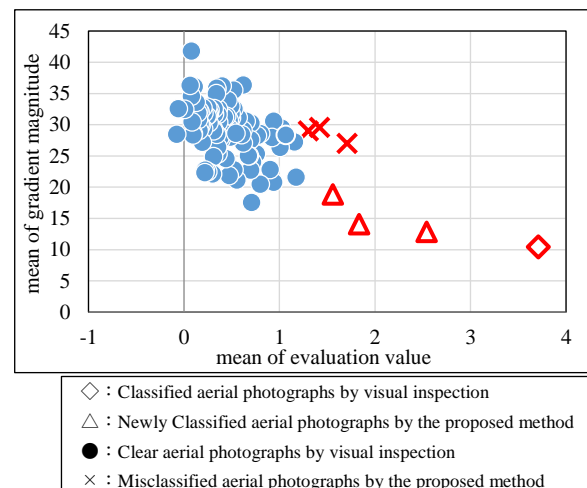 45
40
35
30
25
20
15
10
5
0
-1 0 1 2 3 4
mean of gradient magnitude
mean of evaluation value
◇：Classified aerial photographs by visual inspection
△：Newly Classified aerial photographs by the proposed method
●：Clear aerial photographs by visual inspection
×：Misclassified aerial photographs by the proposed method